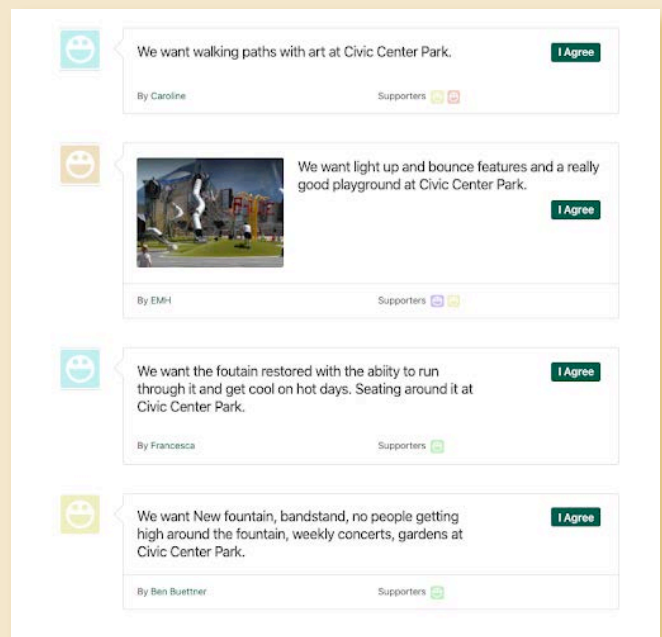 We want walking paths with art at Civic Center Park.
I Agree
By Caroline
Supporters
We want light up and bounce features and a really
good playground at Civic Center Park.
I Agree
By EMH
Supporters
We want the foutain restored with the abiity to run
through it and get cool on hot days. Seating around it at
Civic Center Park.
I Agree
By Francesca
Supporters
We want New fountain, bandstand, no people getting
high around the fountain, weekly concerts, gardens at
Civic Center Park.
I Agree
By Ben Buettner
Supporters